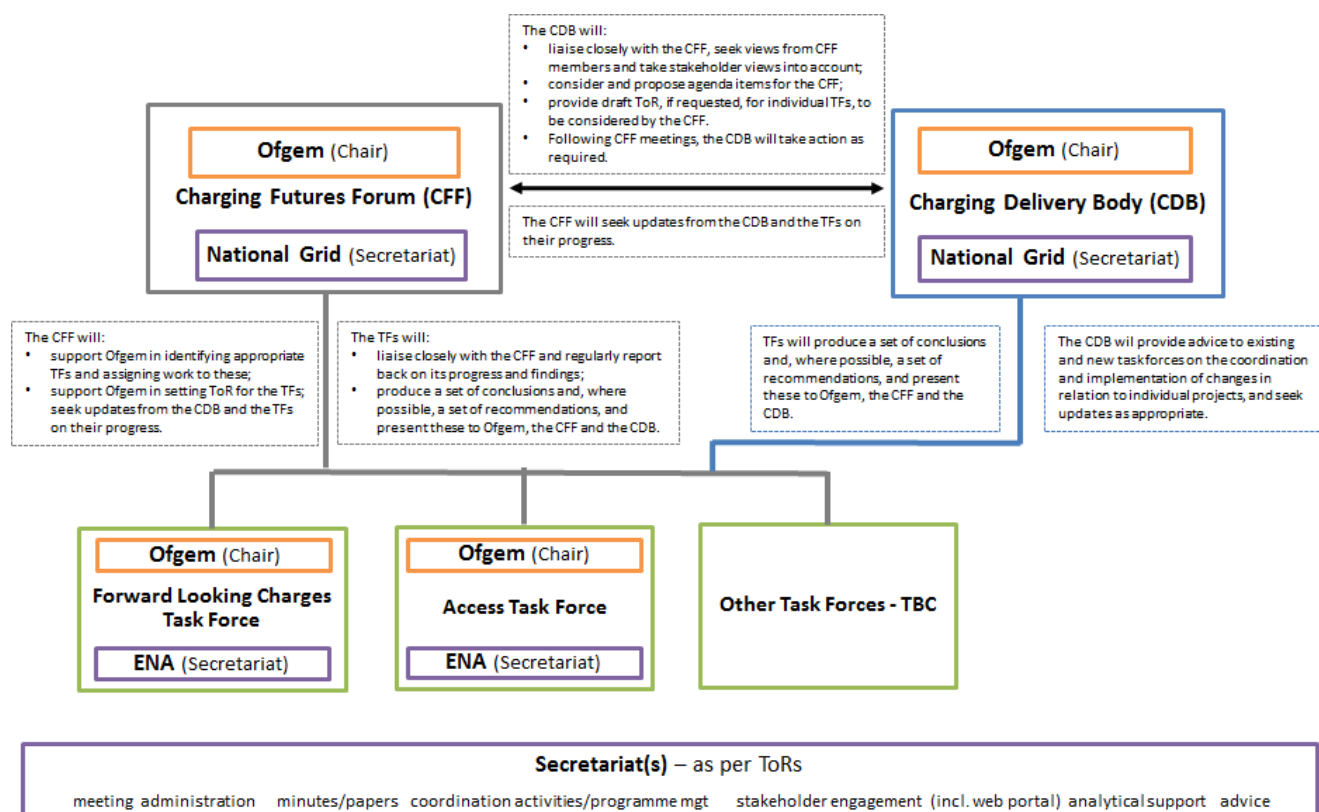 The CDB will:
• liaise closely with the CFF, seek views from CFF
members and take stakeholder views into account;
• consider and propose agenda items for the CFF;
• provide draft ToR, if requested, for individual TFs, to
be considered by the CFF.
• Following CFF meetings, the CDB will take action as
required.
Ofgem (Chair)
Charging Futures Forum (CFF)
National Grid (Secretariat)
The CFF will seek updates from the CDB and the TFs on
their progress.
Ofgem (Chair)
Charging Delivery Body (CDB)
National Grid (Secretariat)
The CFF will:
• support Ofgem in identifying appropriate
TFs and assigning work to these;
• support Ofgem in setting ToR for the TFs;
seek updates from the CDB and the TFs
on their progress.
The TFs will:
• liaise closely with the CFF and regularly report
back on its progress and findings;
• produce a set of conclusions and, where
possible, a set of recommendations, and
present these to Ofgem, the CFF and the CDB.
TFs will produce a set of conclusions
and, where possible, a set of
recommendations, and present
these to Ofgem, the CFF and the
CDB.
The CDB will provide advice to existing
and new taskforces on the coordination
and implementation of changes in
relation to individual projects, and seek
updates as appropriate.
Ofgem (Chair)
Forward Looking Charges
Task Force
ENA (Secretariat)
Ofgem (Chair)
Access Task Force
ENA (Secretariat)
Other Task Forces - TBC
Secretariat(s) – as per ToRs
meeting administration minutes/papers coordination activities/programme mgt stakeholder engagement (incl. web portal) analytical support advice